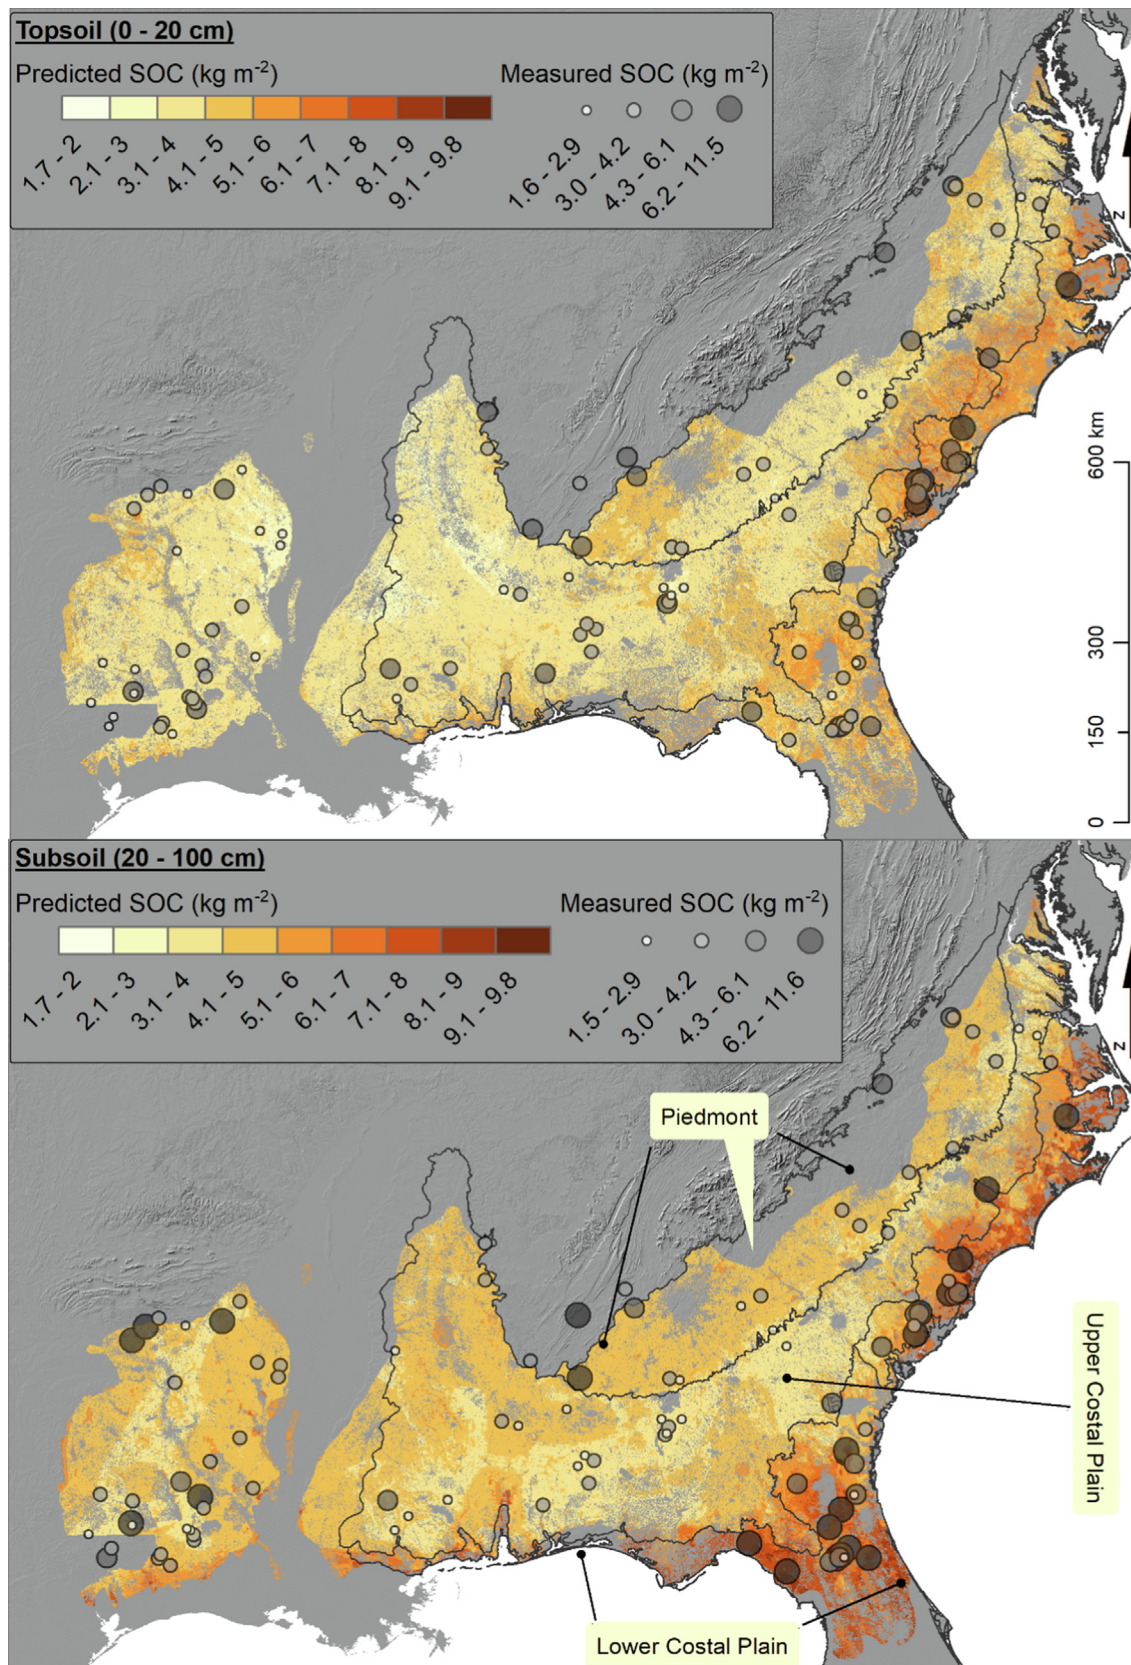 Topsoil (0 - 20 cm)
Predicted SOC (kg m-2)
Measured SOC (kg m-2)
1.7 - 2
2.1 - 3
3.1 - 4
4.1 - 5
5.1 - 6
6.1 - 7
7.1 - 8
8.1 - 9
9.1 - 9.8
1.6 - 2.9
3.0 - 4.2
4.3 - 6.1
6.2 - 11.5
N
600 km
300
150
0
Subsoil (20 - 100 cm)
Predicted SOC (kg m-2)
Measured SOC (kg m-2)
1.7 - 2
2.1 - 3
3.1 - 4
4.1 - 5
5.1 - 6
6.1 - 7
7.1 - 8
8.1 - 9
9.1 - 9.8
1.5 - 2.9
3.0 - 4.2
4.3 - 6.1
6.2 - 11.6
N
Piedmont
Upper Costal Plain
Lower Costal Plain